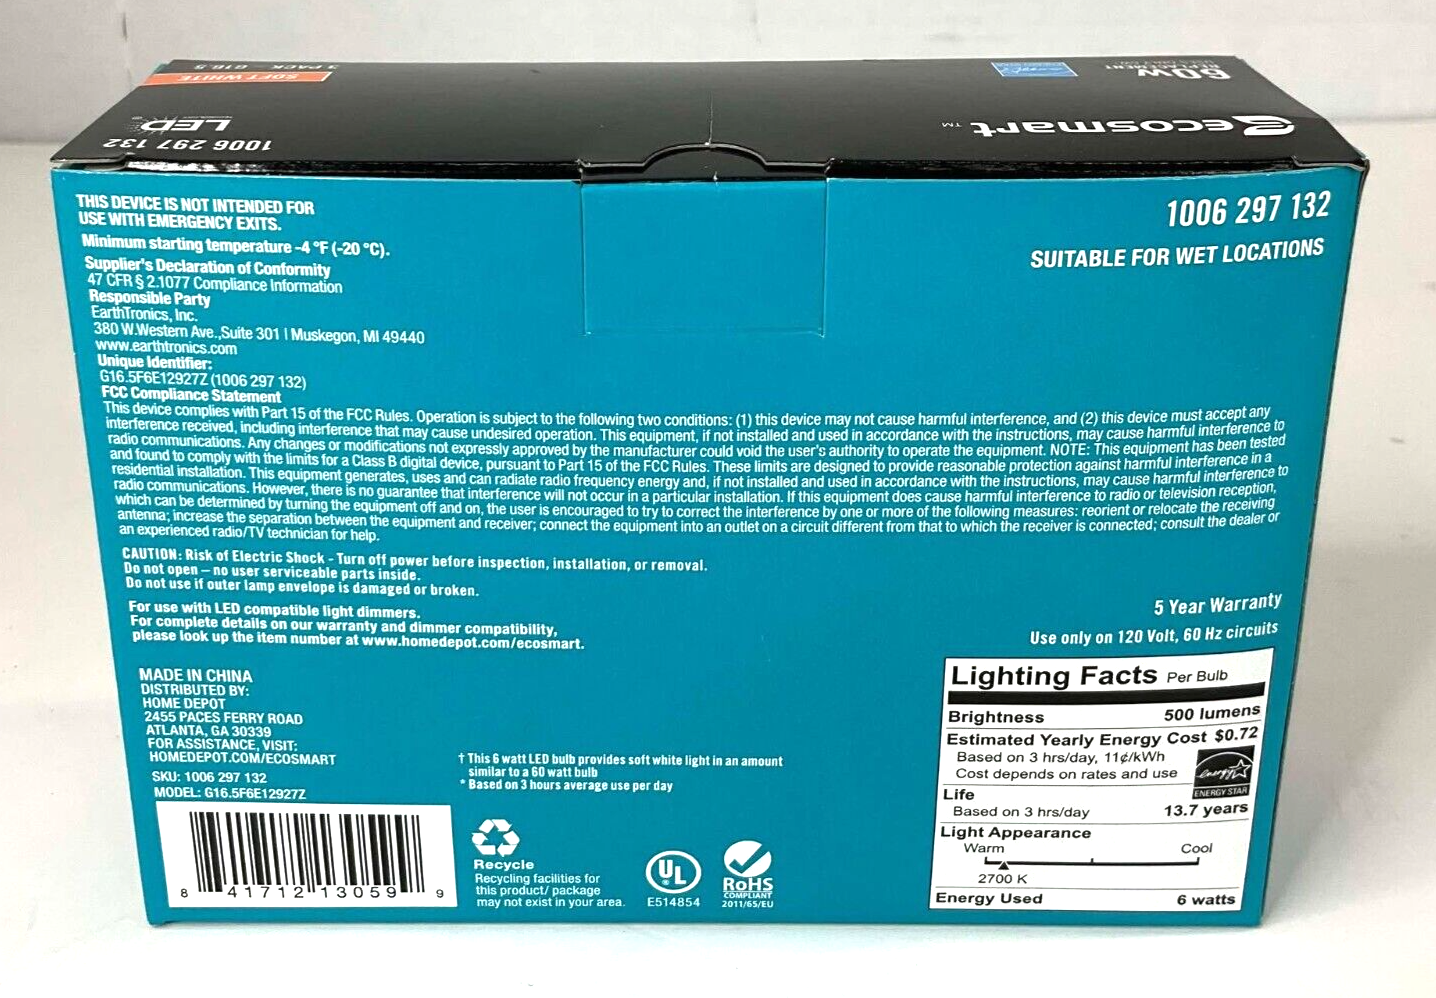 3 PACK - G16.5
SOFT WHITE
LED
1006 297 132
60W
REPLACEMENT
ecosmart™
THIS DEVICE IS NOT INTENDED FOR
USE WITH EMERGENCY EXITS.
Minimum starting temperature -4 °F (-20 °C).
Supplier's Declaration of Conformity
47 CFR § 2.1077 Compliance Information
Responsible Party
EarthTronics, Inc.
380 W.Western Ave.,Suite 301 | Muskegon, MI 49440
www.earthtronics.com
Unique Identifier:
G16.5F6E12927Z (1006 297 132)
FCC Compliance Statement
This device complies with Part 15 of the FCC Rules. Operation is subject to the following two conditions: (1) this device may not cause harmful interference, and (2) this device must accept any
interference received, including interference that may cause undesired operation. This equipment, if not installed and used in accordance with the instructions, may cause harmful interference to
radio communications. Any changes or modifications not expressly approved by the manufacturer could void the user's authority to operate the equipment. NOTE: This equipment has been tested
and found to comply with the limits for a Class B digital device, pursuant to Part 15 of the FCC Rules. These limits are designed to provide reasonable protection against harmful interference in a
residential installation. This equipment generates, uses and can radiate radio frequency energy and, if not installed and used in accordance with the instructions, may cause harmful interference to
radio communications. However, there is no guarantee that interference will not occur in a particular installation. If this equipment does cause harmful interference to radio or television reception,
which can be determined by turning the equipment off and on, the user is encouraged to try to correct the interference by one or more of the following measures: reorient or relocate the receiving
antenna; increase the separation between the equipment and receiver; connect the equipment into an outlet on a circuit different from that to which the receiver is connected; consult the dealer or
an experienced radio/TV technician for help.
CAUTION: Risk of Electric Shock - Turn off power before inspection, installation, or removal.
Do not open – no user serviceable parts inside.
Do not use if outer lamp envelope is damaged or broken.
For use with LED compatible light dimmers.
For complete details on our warranty and dimmer compatibility,
please look up the item number at www.homedepot.com/ecosmart.
MADE IN CHINA
DISTRIBUTED BY:
HOME DEPOT
2455 PACES FERRY ROAD
ATLANTA, GA 30339
FOR ASSISTANCE, VISIT:
HOMEDEPOT.COM/ECOSMART
SKU: 1006 297 132
MODEL: G16.5F6E12927Z
8 41712 13059 9
† This 6 watt LED bulb provides soft white light in an amount
similar to a 60 watt bulb
* Based on 3 hours average use per day
Recycle
Recycling facilities for
this product/ package
may not exist in your area.
UL
E514854
RoHS
COMPLIANT
2011/65/EU
1006 297 132
SUITABLE FOR WET LOCATIONS
5 Year Warranty
Use only on 120 Volt, 60 Hz circuits
Lighting Facts Per Bulb
Brightness 500 lumens
Estimated Yearly Energy Cost $0.72
Based on 3 hrs/day, 11¢/kWh
Cost depends on rates and use
energy
ENERGY STAR
Life
Based on 3 hrs/day 13.7 years
Light Appearance
Warm Cool
2700 K
Energy Used 6 watts